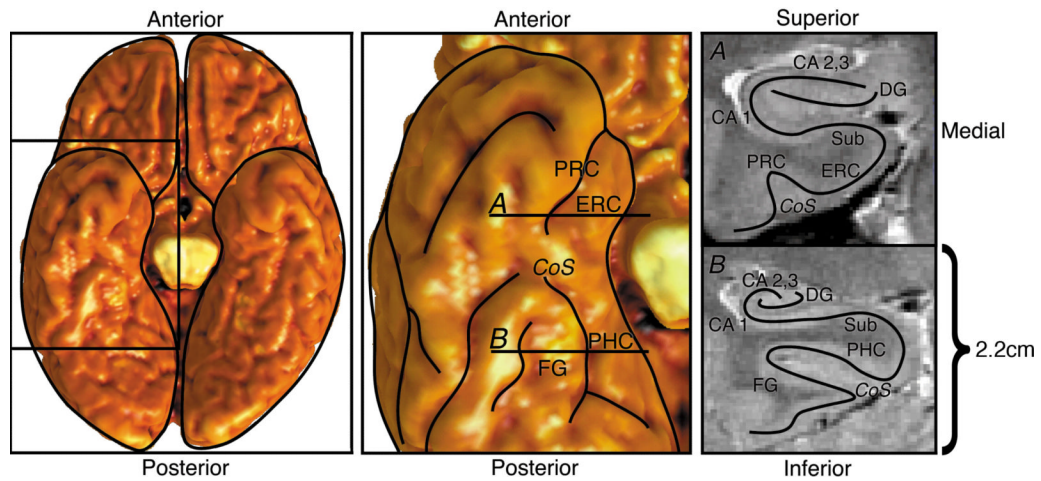 Anterior
Posterior
Anterior
PRC
A
ERC
CoS
B
PHC
FG
Posterior
Superior
A
CA 2,3
DG
CA 1
Sub
PRC
ERC
CoS
Medial
B
CA 2,3
DG
CA 1
Sub
PHC
FG
CoS
2.2cm
Inferior